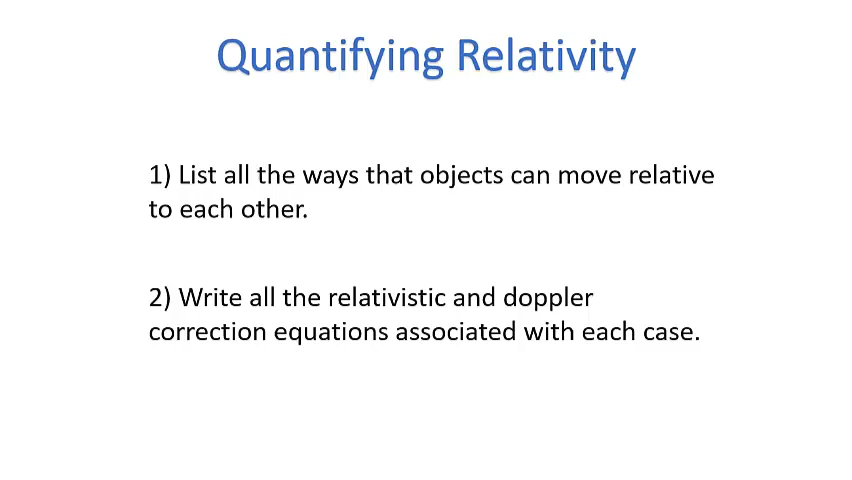 Quantifying Relativity
1) List all the ways that objects can move relative
to each other.
2) Write all the relativistic and doppler
correction equations associated with each case.